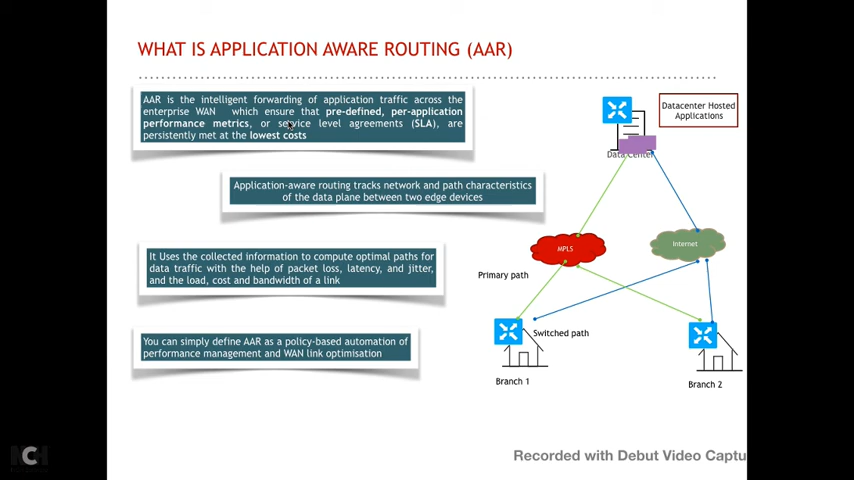 WHAT IS APPLICATION AWARE ROUTING (AAR)
AAR is the intelligent forwarding of application traffic across the
enterprise WAN which ensure that pre-defined, per-application
performance metrics, or service level agreements (SLA), are
persistently met at the lowest costs
Application-aware routing tracks network and path characteristics
of the data plane between two edge devices
It Uses the collected information to compute optimal paths for
data traffic with the help of packet loss, latency, and jitter,
and the load, cost and bandwidth of a link
You can simply define AAR as a policy-based automation of
performance management and WAN link optimisation
Datacenter Hosted
Applications
Data Center
MPLS
Internet
Primary path
Switched path
Branch 1
Branch 2
Recorded with Debut Video Captu